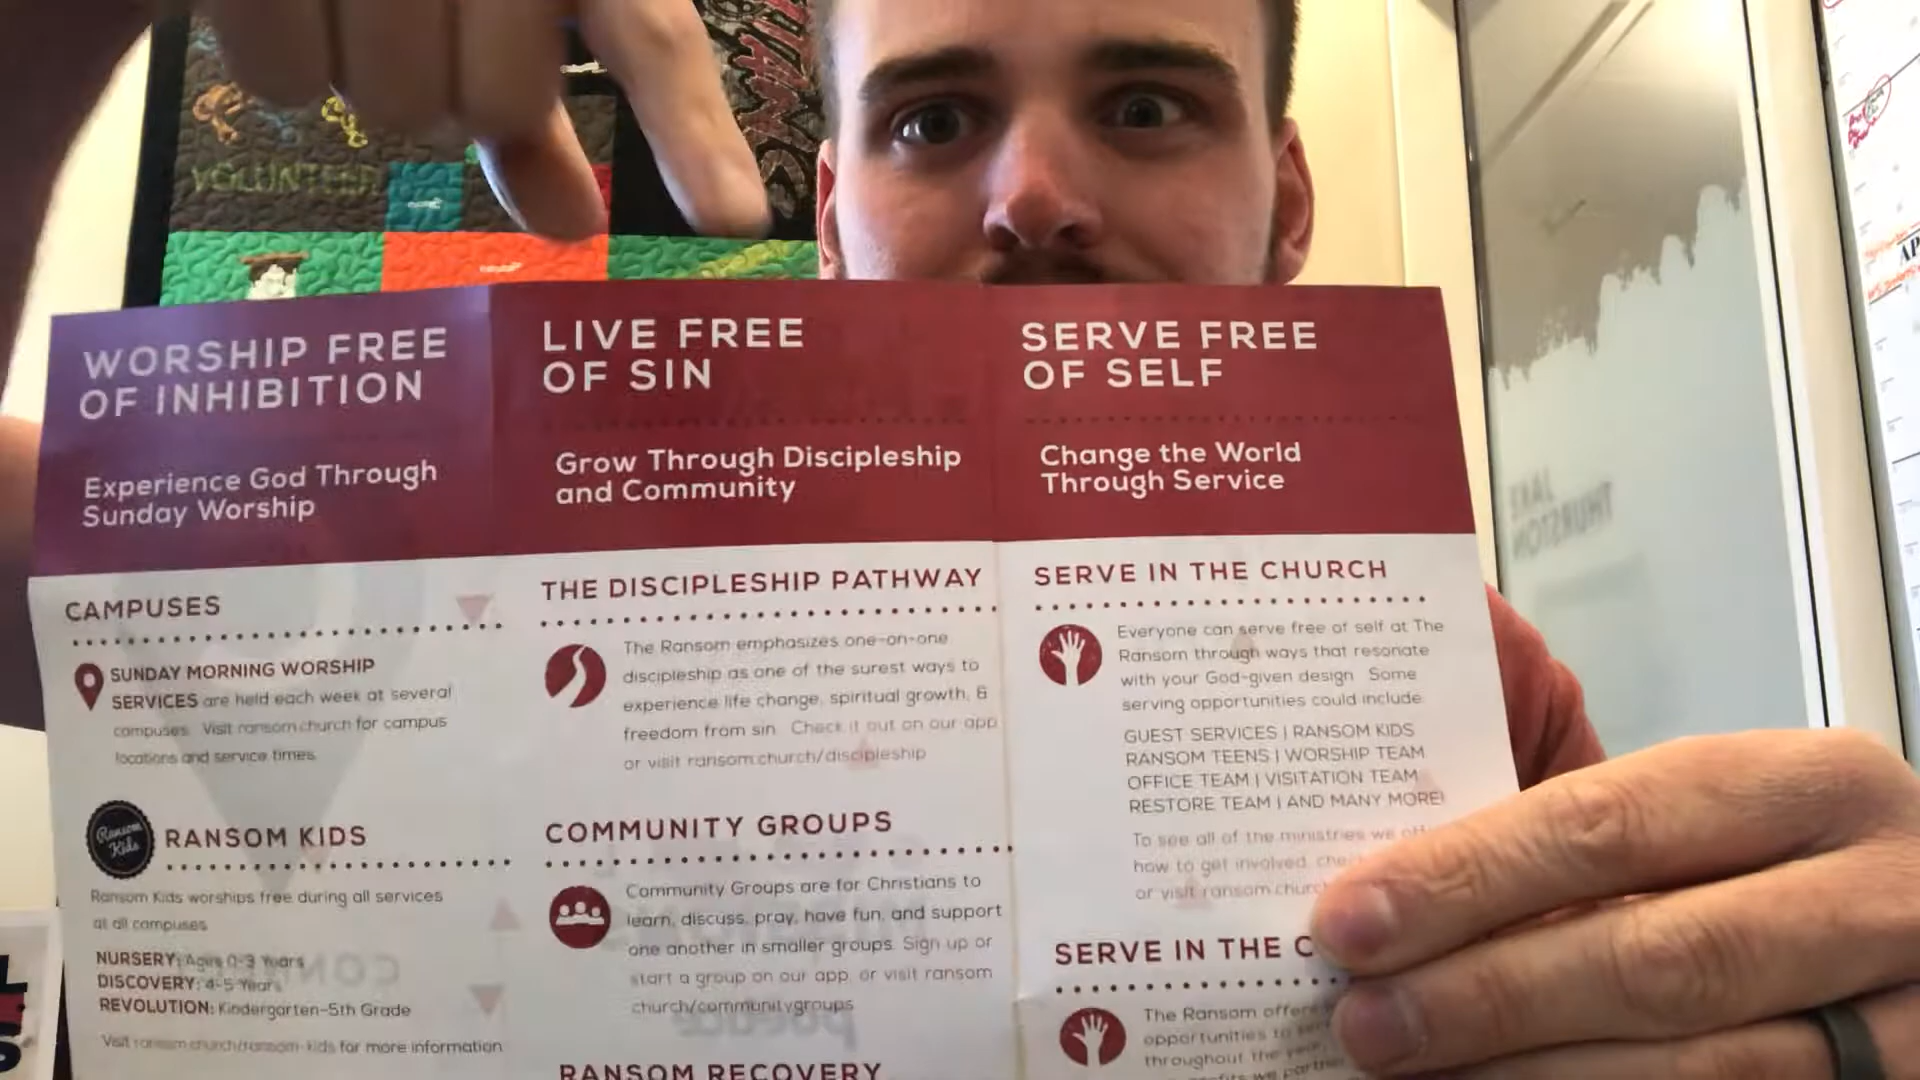 VOLUNTEER
WORSHIP FREE
OF INHIBITION
Experience God Through
Sunday Worship
CAMPUSES
SUNDAY MORNING WORSHIP
SERVICES are held each week at several
campuses. Visit ransom.church for campus
locations and service times.
Ransom
Kids
RANSOM KIDS
Ransom Kids worships free during all services
at all campuses
NURSERY: Ages 0-3 Years
DISCOVERY: 4-5 Years
REVOLUTION: Kindergarten-5th Grade
Visit ransom.church/ransom-kids for more information
LIVE FREE
OF SIN
Grow Through Discipleship
and Community
THE DISCIPLESHIP PATHWAY
The Ransom emphasizes one-on-one
discipleship as one of the surest ways to
experience life change, spiritual growth, &
freedom from sin. Check it out on our app
or visit ransom.church/discipleship
COMMUNITY GROUPS
Community Groups are for Christians to
learn, discuss, pray, have fun, and support
one another in smaller groups. Sign up or
start a group on our app, or visit ransom.
church/communitygroups
RANSOM RECOVERY
SERVE FREE
OF SELF
Change the World
Through Service
SERVE IN THE CHURCH
Everyone can serve free of self at The
Ransom through ways that resonate
with your God-given design. Some
serving opportunities could include:
GUEST SERVICES | RANSOM KIDS
RANSOM TEENS | WORSHIP TEAM
OFFICE TEAM | VISITATION TEAM
RESTORE TEAM | AND MANY MORE!
To see all of the ministries we
how to get involved,
or visit ransom.church
SERVE IN THE C
The Ransom offers
opportunities to
throughout the year,
we partner
JAKE
THURSTON